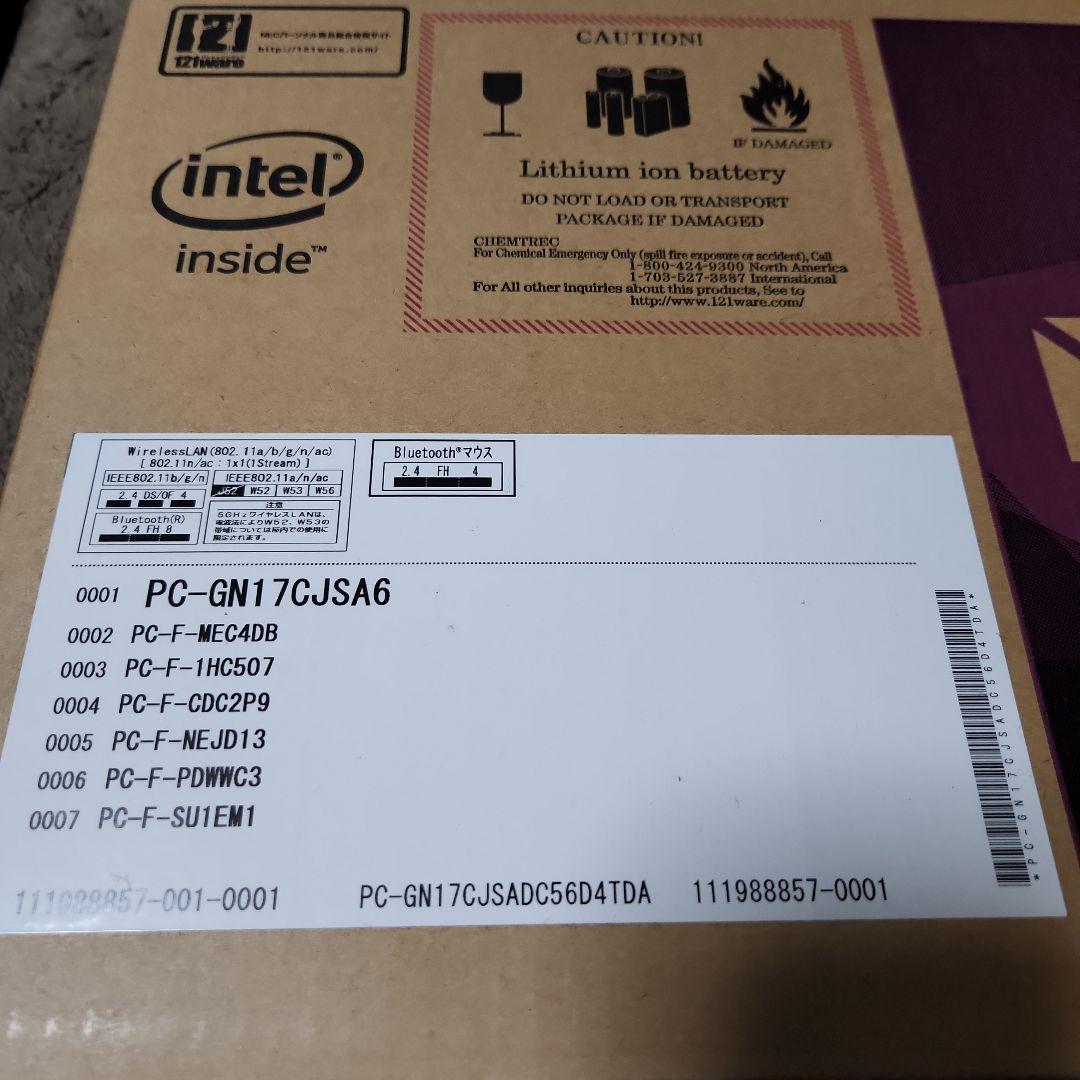 121
121ware
NECパーソナル商品総合情報サイト
http://121ware.com/
intel®
inside™
CAUTION!
IF DAMAGED
Lithium ion battery
DO NOT LOAD OR TRANSPORT
PACKAGE IF DAMAGED
CHEMTREC
For Chemical Emergency Only (spill fire exposure or accident), Call
1-800-424-9300 North America
1-703-527-3887 International
For All other inquiries about this products, See to
http://www.121ware.com/
WirelessLAN(802.11a/b/g/n/ac)
[ 802.11n/ac : 1x1(1Stream) ]
IEEE802.11b/g/n IEEE802.11a/n/ac
2.4 DS/OF 4
J52 W52 W53 W56
Bluetooth(R)
2.4 FH 8
注意
5GHzワイヤレスLANは、
電波法によりW52、W53の
帯域については屋内での使用に
限定されます。
Bluetooth®マウス
2.4 FH 4
0001 PC-GN17CJSA6
0002 PC-F-MEC4DB
0003 PC-F-1HC507
0004 PC-F-CDC2P9
0005 PC-F-NEJD13
0006 PC-F-PDWWC3
0007 PC-F-SU1EM1
111988857-001-0001 PC-GN17CJSADC56D4TDA 111988857-0001
*PC-GN17CJSADC56D4TDA*